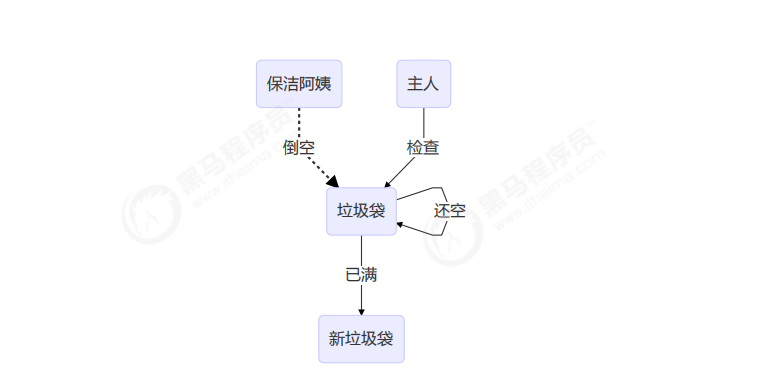 保洁阿姨
主人
倒空
检查
垃圾袋
还空
已满
新垃圾袋
黑马程序员
www.itheima.com
黑马程序员
www.itheima.com